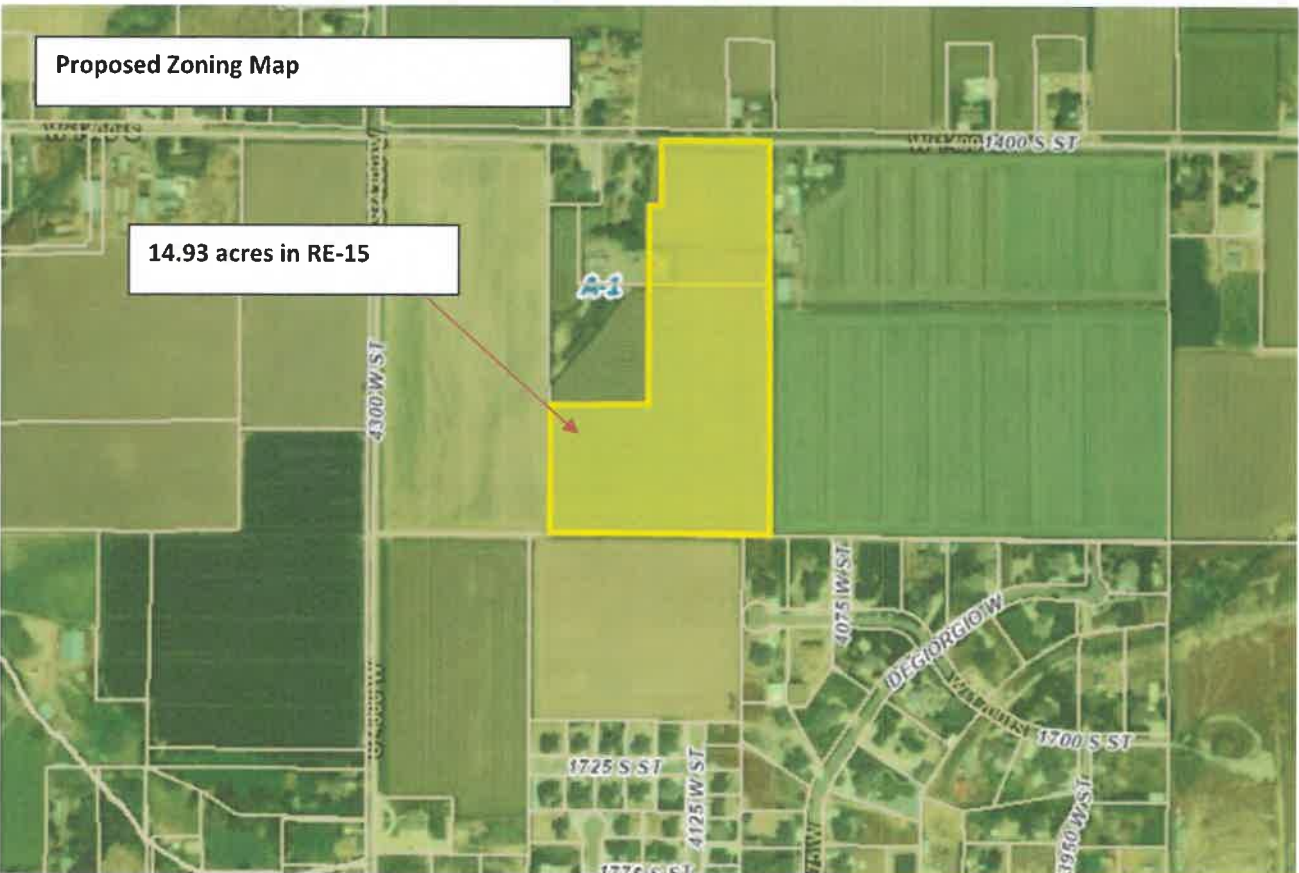 Proposed Zoning Map
1400 S ST
14.93 acres in RE-15
A-1
4300 W ST
4075 W ST
DEGIORGIO W
1700 S ST
1725 S ST
4125 W ST
3950 W ST